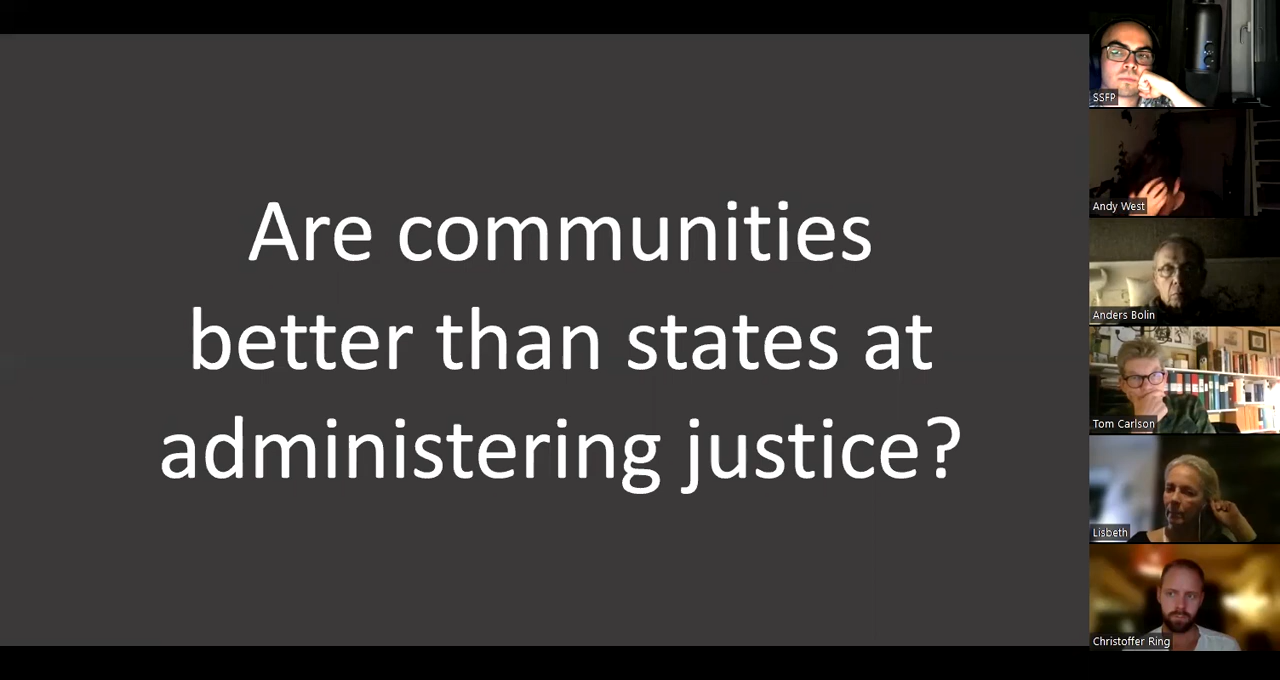 Are communities
better than states at
administering justice?
SSFP
Andy West
Anders Bolin
Tom Carlson
Lisbeth
Christoffer Ring